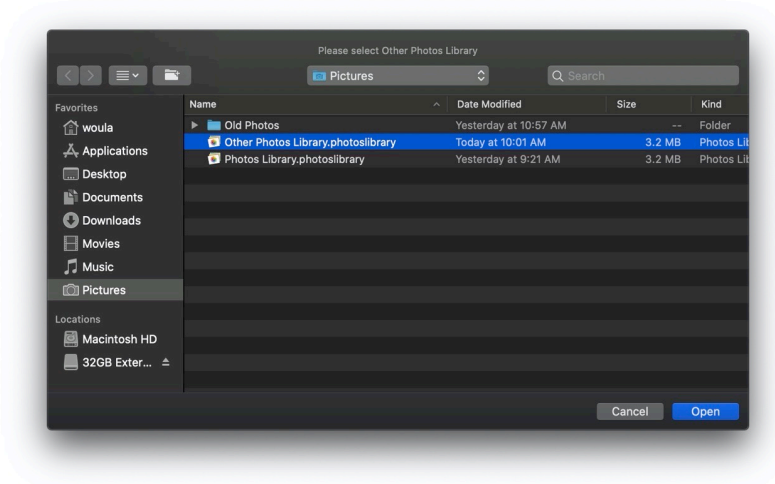 Please select Other Photos Library
Pictures
Search
Favorites
woula
Applications
Desktop
Documents
Downloads
Movies
Music
Pictures
Locations
Macintosh HD
32GB Exter...
Name Date Modified Size Kind
Old Photos Yesterday at 10:57 AM -- Folder
Other Photos Library.photoslibrary Today at 10:01 AM 3.2 MB Photos Lib
Photos Library.photoslibrary Yesterday at 9:21 AM 3.2 MB Photos Lib
Cancel Open